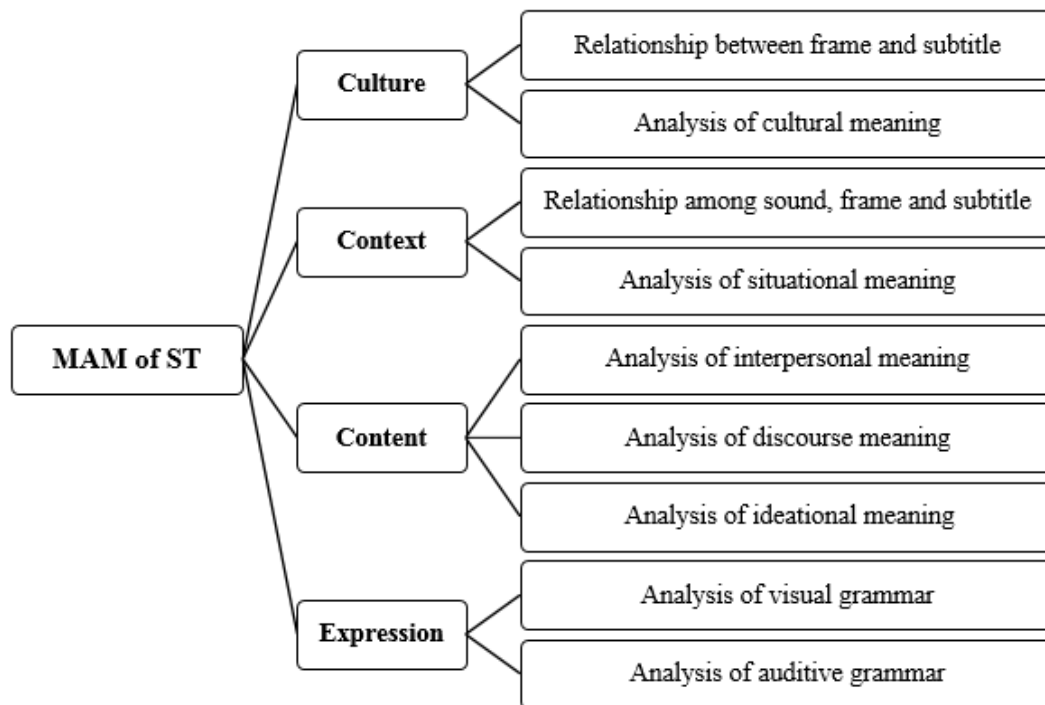 MAM of ST
Culture
Relationship between frame and subtitle
Analysis of cultural meaning
Context
Relationship among sound, frame and subtitle
Analysis of situational meaning
Content
Analysis of interpersonal meaning
Analysis of discourse meaning
Analysis of ideational meaning
Expression
Analysis of visual grammar
Analysis of auditive grammar